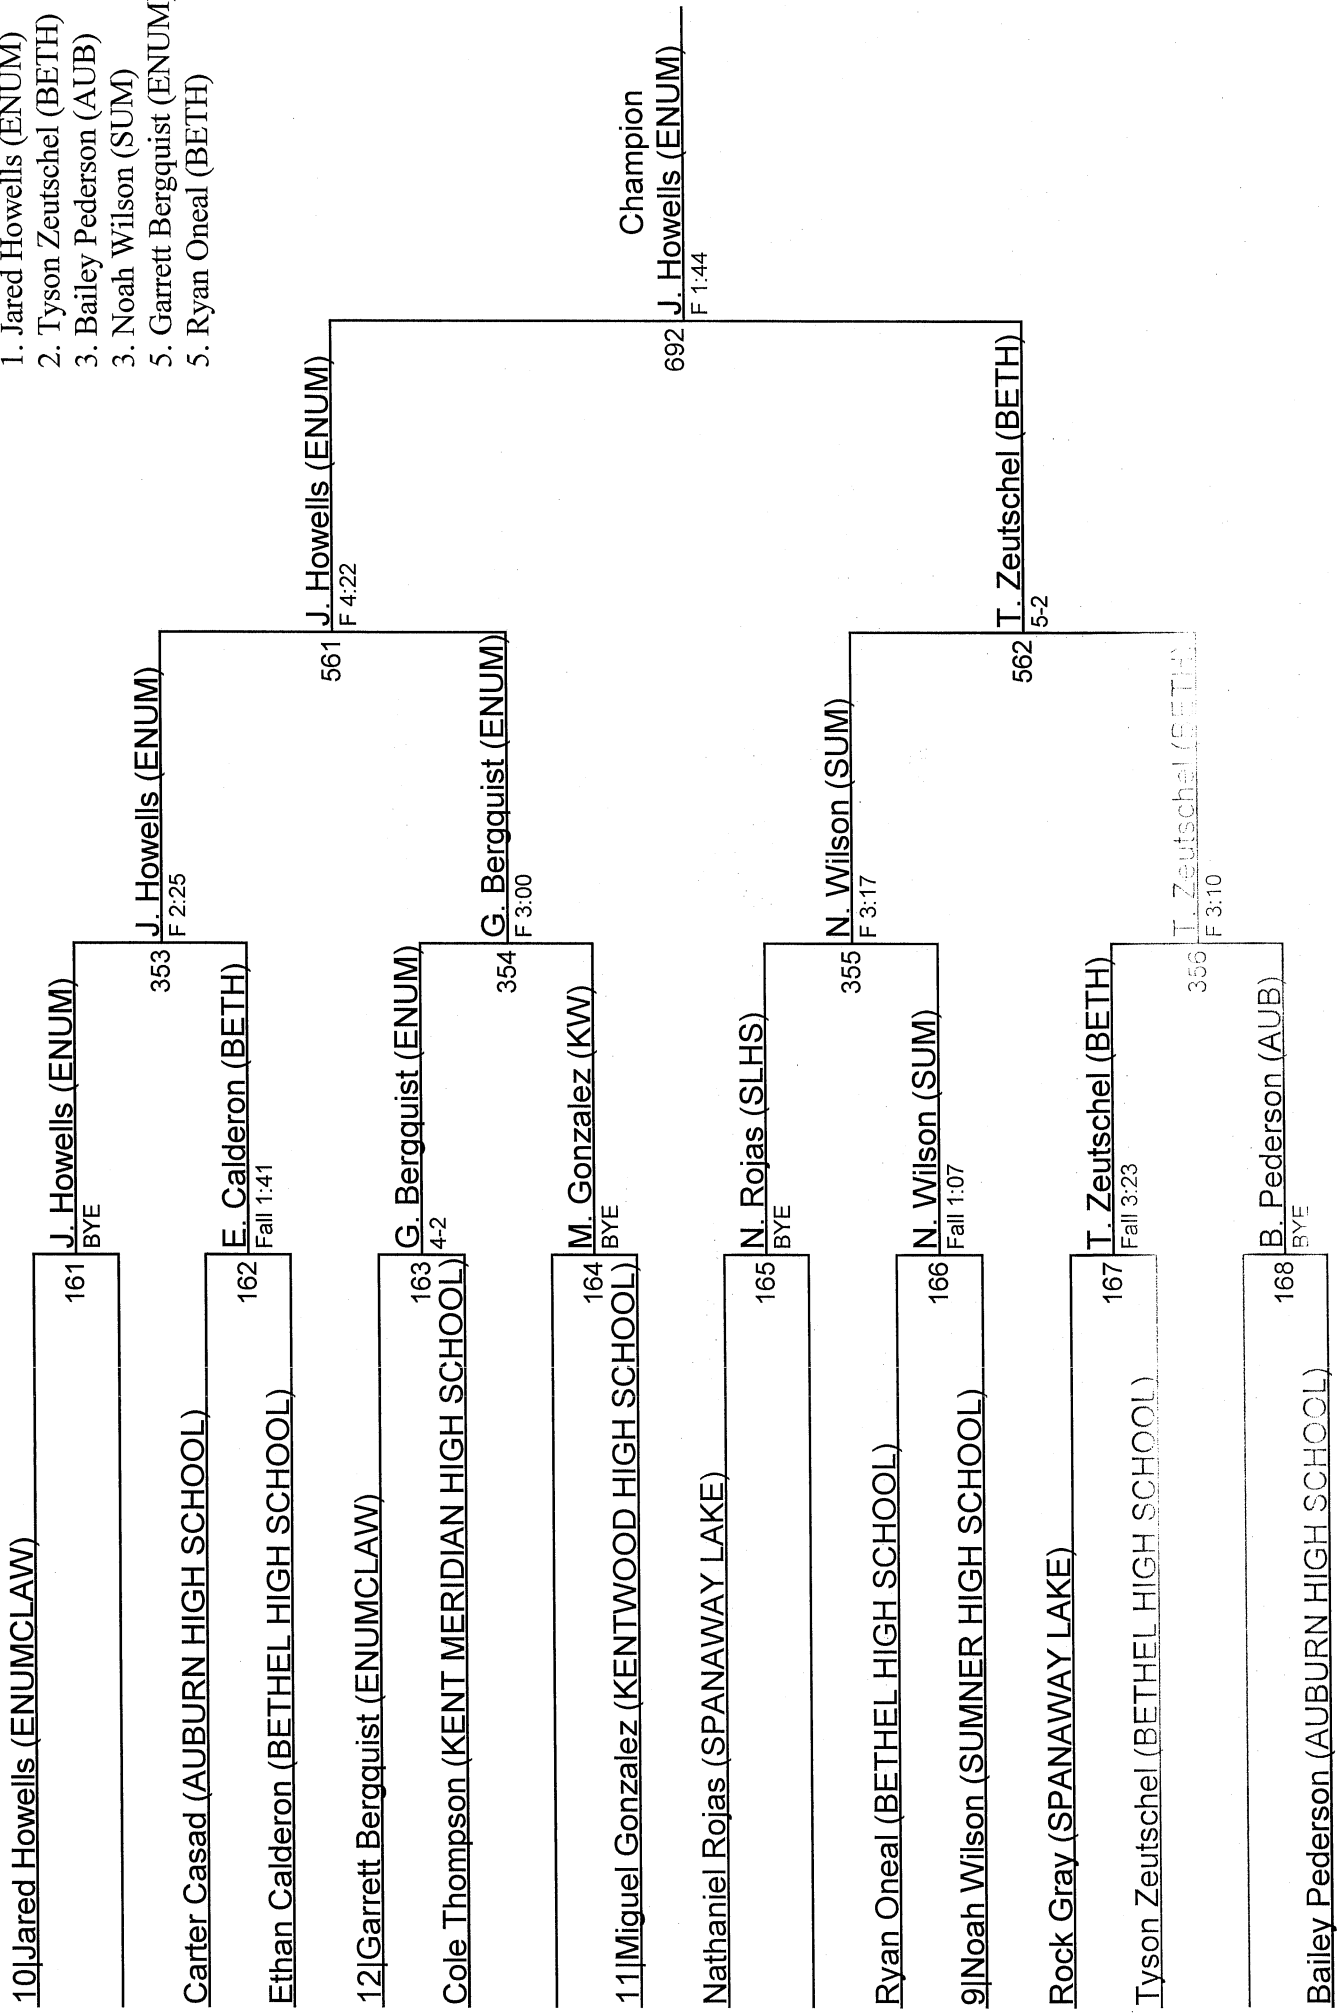 1. Jared Howells (ENUM)
2. Tyson Zeutschel (BETH)
3. Bailey Pederson (AUB)
3. Noah Wilson (SUM)
5. Garrett Bergquist (ENUM)
5. Ryan Oneal (BETH)
10|Jared Howells (ENUMCLAW)
161
J. Howells (ENUM)
BYE
Carter Casad (AUBURN HIGH SCHOOL)
162
E. Calderon (BETH)
Fall 1:41
Ethan Calderon (BETHEL HIGH SCHOOL)
353
J. Howells (ENUM)
F 2:25
12|Garrett Bergquist (ENUMCLAW)
163
G. Bergquist (ENUM)
4-2
Cole Thompson (KENT MERIDIAN HIGH SCHOOL)
354
G. Bergquist (ENUM)
F 3:00
164
M. Gonzalez (KW)
BYE
11|Miguel Gonzalez (KENTWOOD HIGH SCHOOL)
561
J. Howells (ENUM)
F 4:22
Nathaniel Rojas (SPANAWAY LAKE)
165
N. Rojas (SLHS)
BYE
355
N. Wilson (SUM)
F 3:17
Ryan Oneal (BETHEL HIGH SCHOOL)
166
N. Wilson (SUM)
Fall 1:07
9|Noah Wilson (SUMNER HIGH SCHOOL)
562
T. Zeutschel (BETH)
5-2
Rock Gray (SPANAWAY LAKE)
167
T. Zeutschel (BETH)
Fall 3:23
Tyson Zeutschel (BETHEL HIGH SCHOOL)
356
T. Zeutschel (BETH)
F 3:10
168
B. Pederson (AUB)
BYE
Bailey Pederson (AUBURN HIGH SCHOOL)
692
Champion
J. Howells (ENUM)
F 1:44